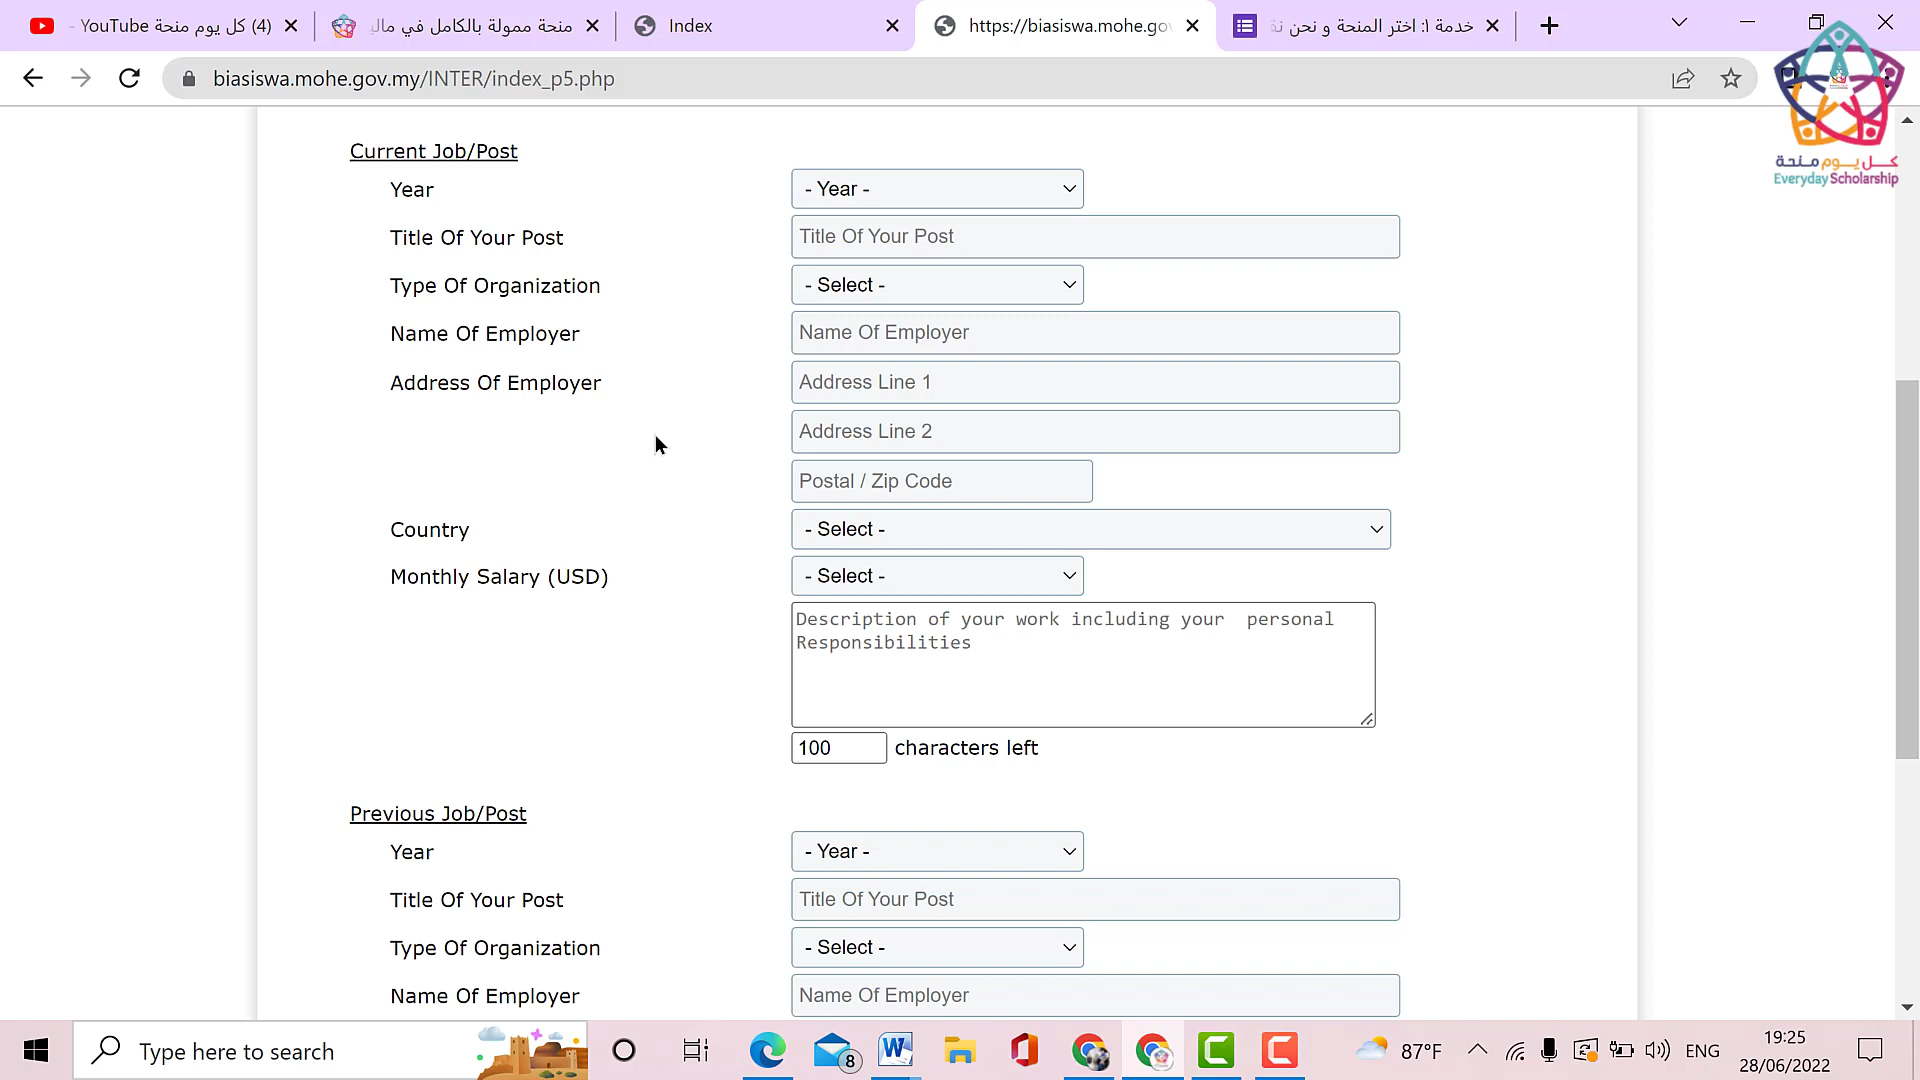 (4) كل يوم منحة YouTube -
منحة ممولة بالكامل في مالي
Index
https://biasiswa.mohe.gov
خدمة 1: اختر المنحة و نحن نق
biasiswa.mohe.gov.my/INTER/index_p5.php
كل يوم منحة
Everyday Scholarship
Current Job/Post
Year
- Year -
Title Of Your Post
Title Of Your Post
Type Of Organization
- Select -
Name Of Employer
Name Of Employer
Address Of Employer
Address Line 1
Address Line 2
Postal / Zip Code
Country
- Select -
Monthly Salary (USD)
- Select -
Description of your work including your  personal
Responsibilities
100 characters left
Previous Job/Post
Year
- Year -
Title Of Your Post
Title Of Your Post
Type Of Organization
- Select -
Name Of Employer
Name Of Employer
Type here to search
8
87°F
ENG
19:25
28/06/2022